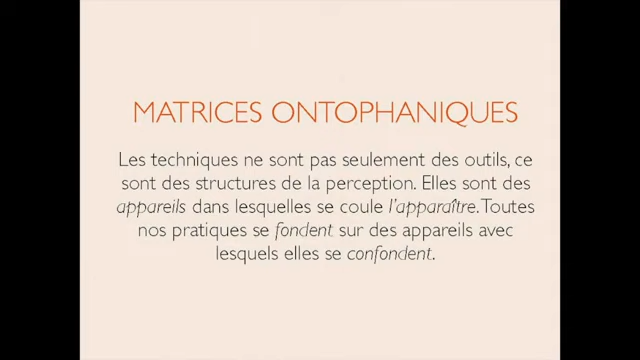 MATRICES ONTOPHANIQUES
Les techniques ne sont pas seulement des outils, ce
sont des structures de la perception. Elles sont des
appareils dans lesquelles se coule l'apparaître. Toutes
nos pratiques se fondent sur des appareils avec
lesquels elles se confondent.